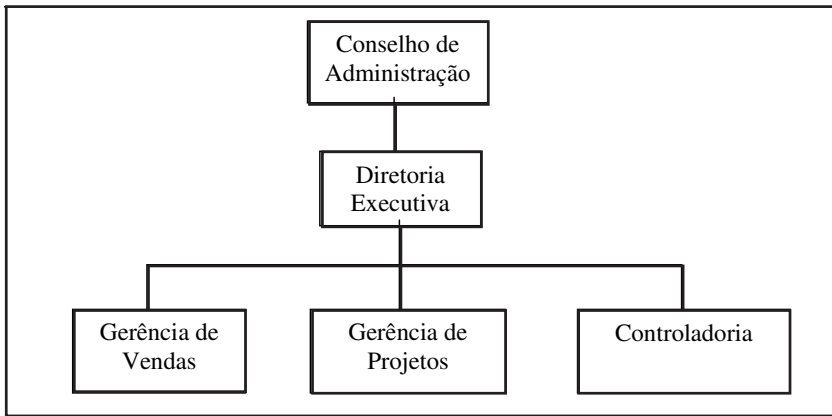 Conselho de
Administração
Diretoria
Executiva
Gerência de
Vendas
Gerência de
Projetos
Controladoria